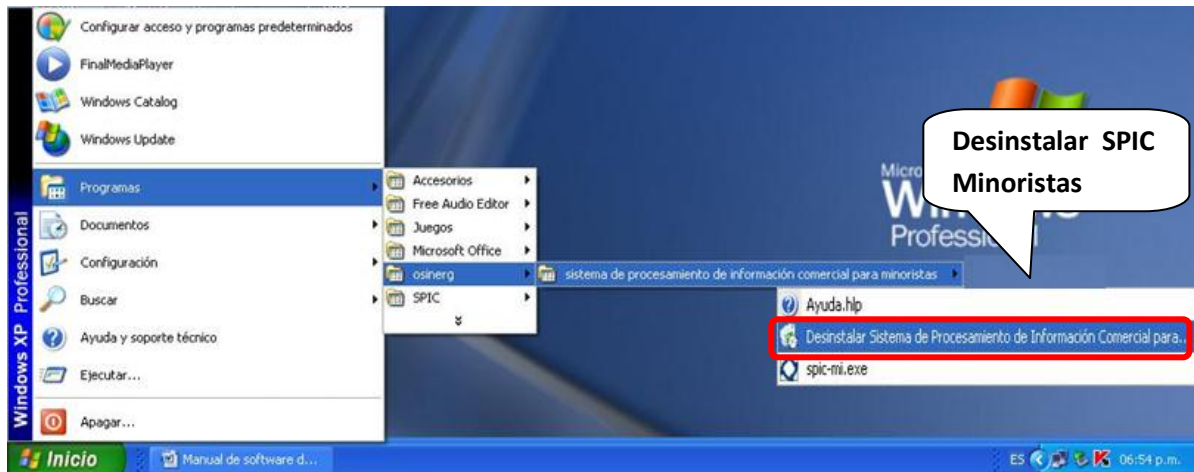 Configurar acceso y programas predeterminados
FinalMediaPlayer
Windows Catalog
Windows Update
Programas
Documentos
Configuración
Buscar
Ayuda y soporte técnico
Ejecutar...
Apagar...
Windows XP Professional
Accesorios
Free Audio Editor
Juegos
Microsoft Office
osinerg
SPIC
sistema de procesamiento de información comercial para minoristas
Ayuda.hlp
Desinstalar Sistema de Procesamiento de Información Comercial para...
spic-mi.exe
Desinstalar SPIC
Minoristas
Inicio
Manual de software d...
ES
06:54 p.m.